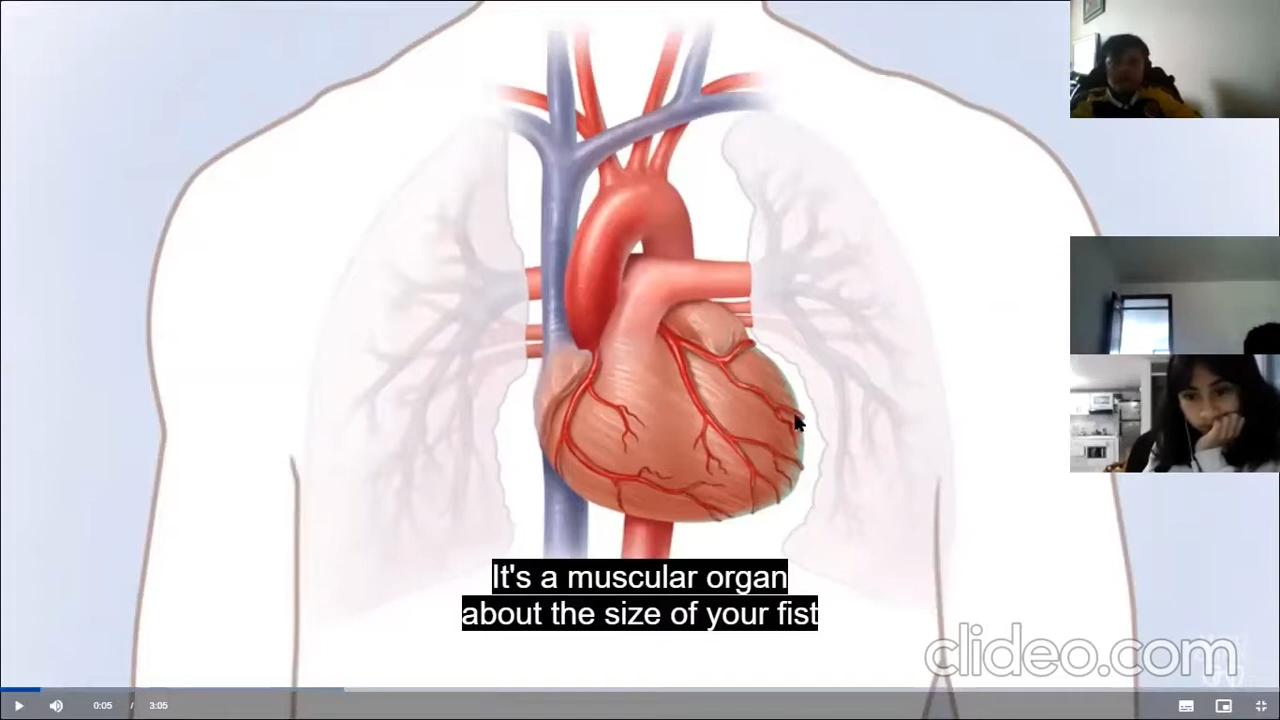 It's a muscular organ
about the size of your fist
clideo.com
0:05 / 3:05